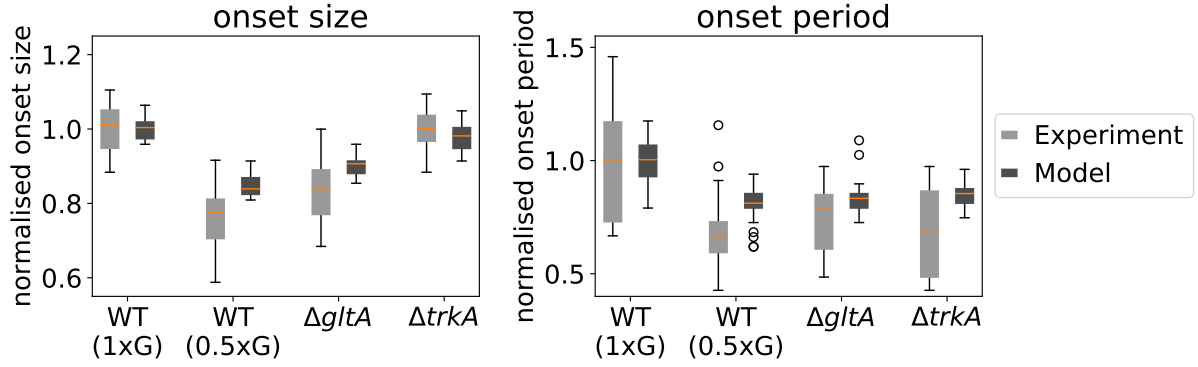 onset size
normalised onset size
1.2
1.0
0.8
0.6
WT
(1xG)
WT
(0.5xG)
ΔgltA
ΔtrkA
onset period
normalised onset period
1.5
1.0
0.5
WT
(1xG)
WT
(0.5xG)
ΔgltA
ΔtrkA
Experiment
Model